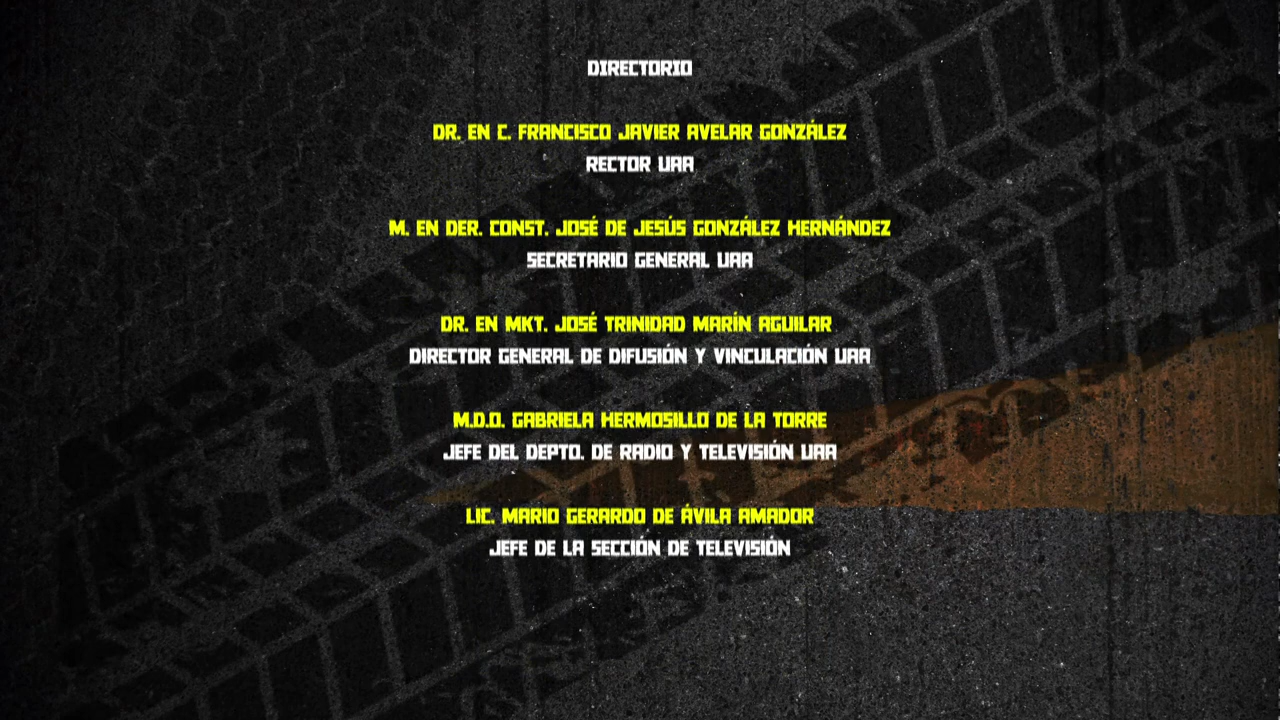 DIRECTORIO
DR. EN C. FRANCISCO JAVIER AVELAR GONZÁLEZ
RECTOR UAA
M. EN DER. CONST. JOSÉ DE JESÚS GONZÁLEZ HERNÁNDEZ
SECRETARIO GENERAL UAA
DR. EN MKT. JOSÉ TRINIDAD MARÍN AGUILAR
DIRECTOR GENERAL DE DIFUSIÓN Y VINCULACIÓN UAA
M.D.O. GABRIELA HERMOSILLO DE LA TORRE
JEFE DEL DEPTO. DE RADIO Y TELEVISIÓN UAA
LIC. MARIO GERARDO DE ÁVILA AMADOR
JEFE DE LA SECCIÓN DE TELEVISIÓN